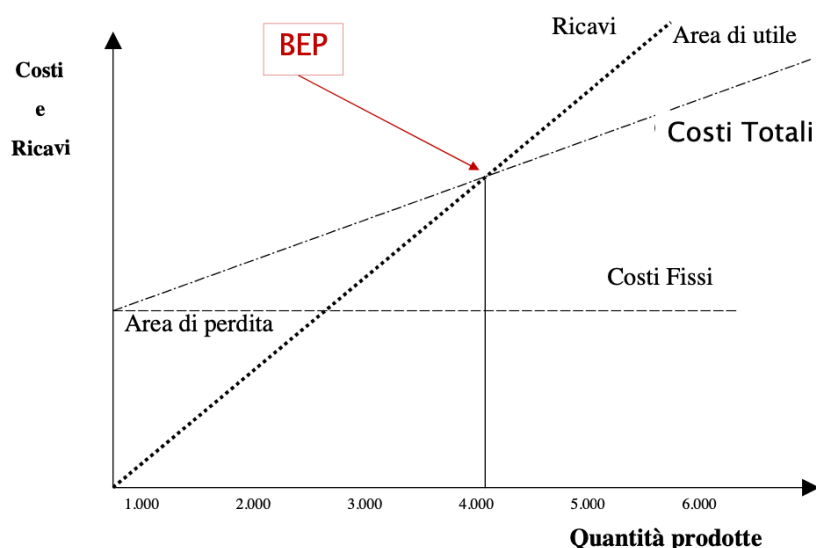 BEP
Ricavi
Area di utile
Costi
e
Ricavi
Costi Totali
Costi Fissi
Area di perdita
1.000 2.000 3.000 4.000 5.000 6.000
Quantità prodotte